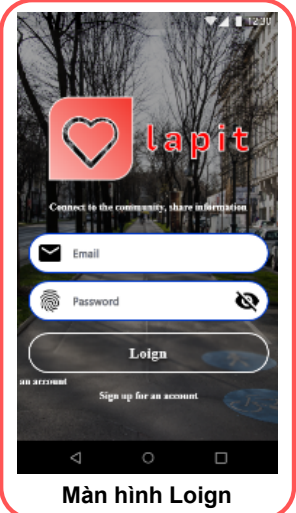 12:30
lapit
Connect to the community, share information
Email
Password
Loign
an account
Sign up for an account
Màn hình Loign